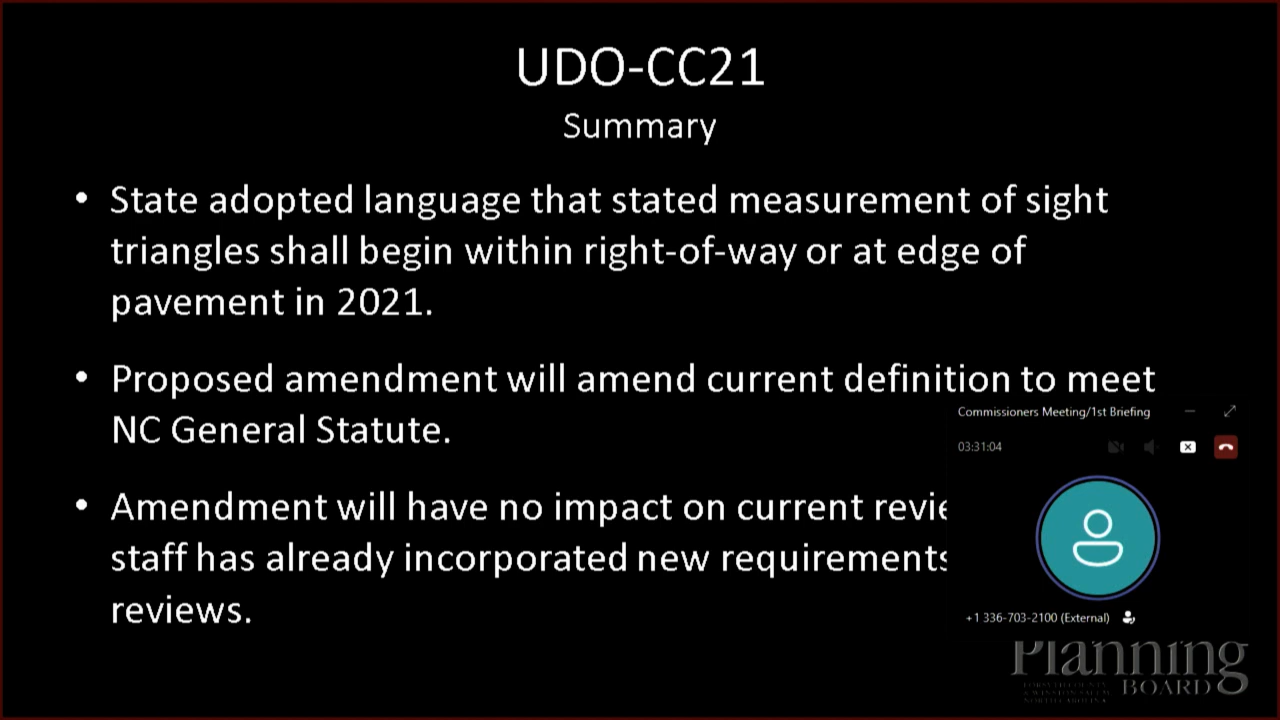 UDO-CC21
Summary
• State adopted language that stated measurement of sight
triangles shall begin within right-of-way or at edge of
pavement in 2021.
• Proposed amendment will amend current definition to meet
NC General Statute.
• Amendment will have no impact on current
staff has already incorporated new requirements
reviews.
Commissioners Meeting/1st Briefing
03:31:04
+1 336-703-2100 (External)
Planning
BOARD